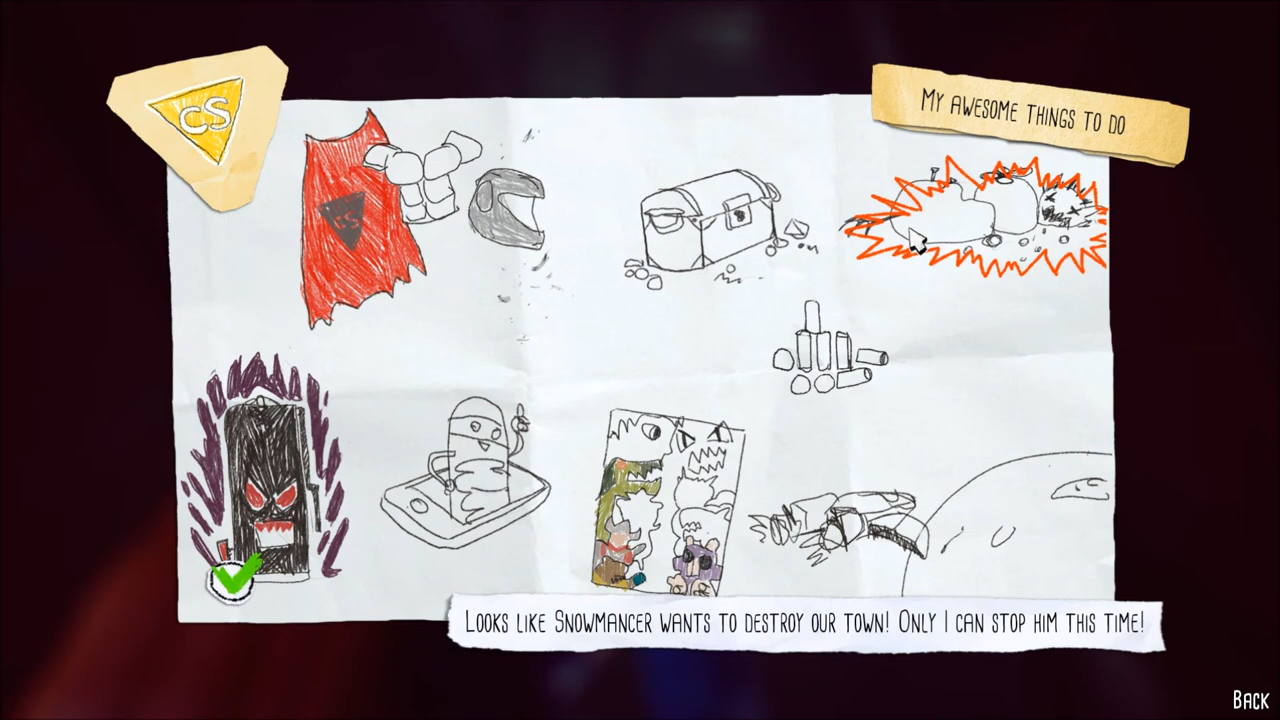 CS
MY AWESOME THINGS TO DO
CS
LOOKS LIKE SNOWMANCER WANTS TO DESTROY OUR TOWN! ONLY I CAN STOP HIM THIS TIME!
BACK